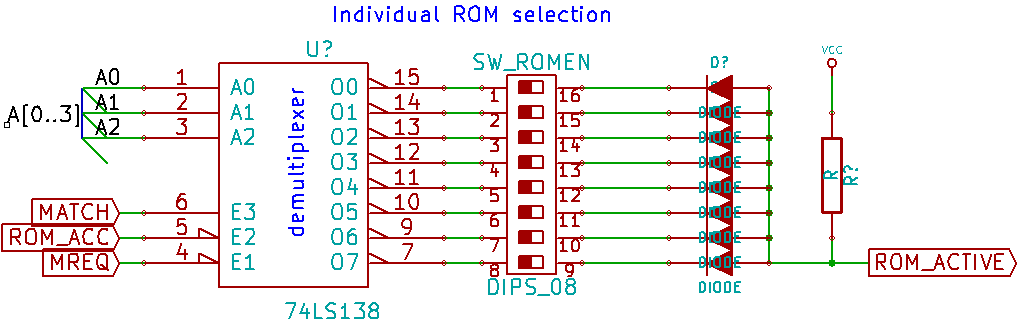 Individual ROM selection
U?
SW_ROMEN
D?
VCC
A0
1
A0
O0
15
1
16
A[0..3]
A1
2
A1
O1
14
2
15
DIODE
A2
3
A2
O2
13
3
14
DIODE
O3
12
4
13
DIODE
O4
11
5
12
DIODE
R
R?
demultiplexer
MATCH
6
E3
O5
10
6
11
DIODE
ROM_ACC
5
E2
O6
9
7
10
DIODE
MREQ
4
E1
O7
7
8
9
DIODE
ROM_ACTIVE
DIPS_08
DIODE
74LS138